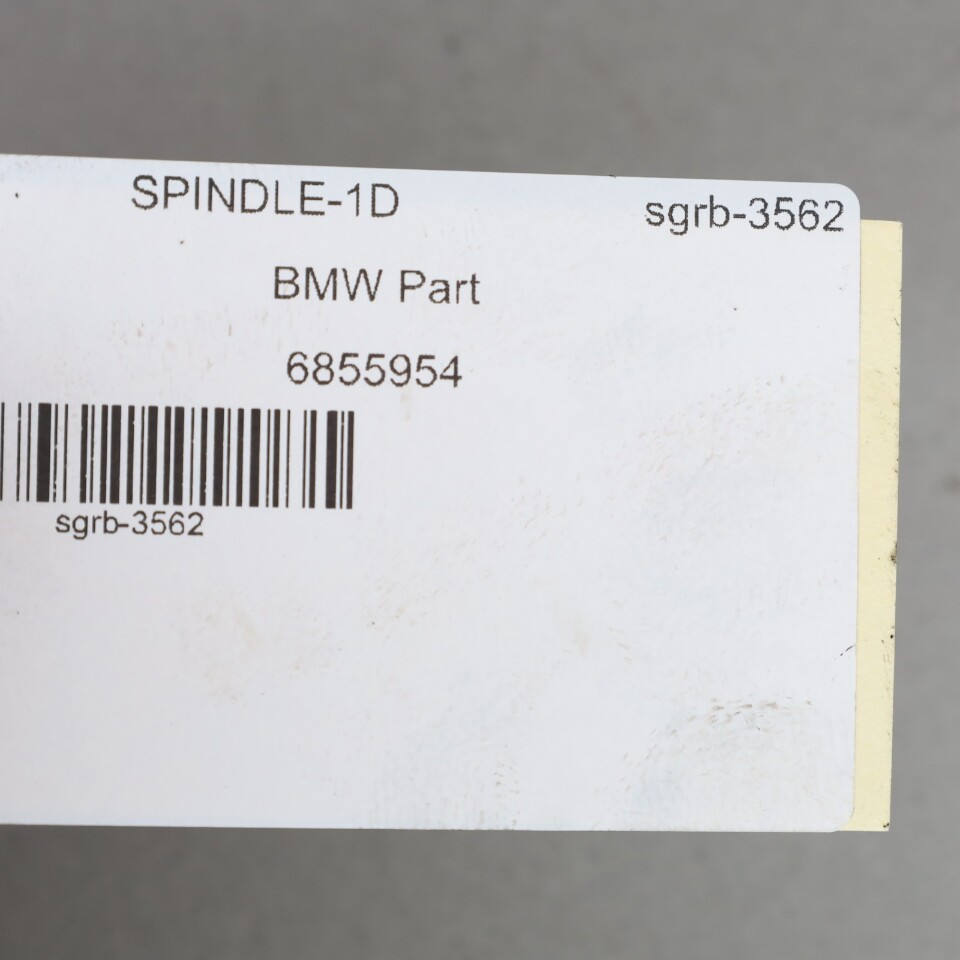 SPINDLE-1D
sgrb-3562
BMW Part
6855954
sgrb-3562